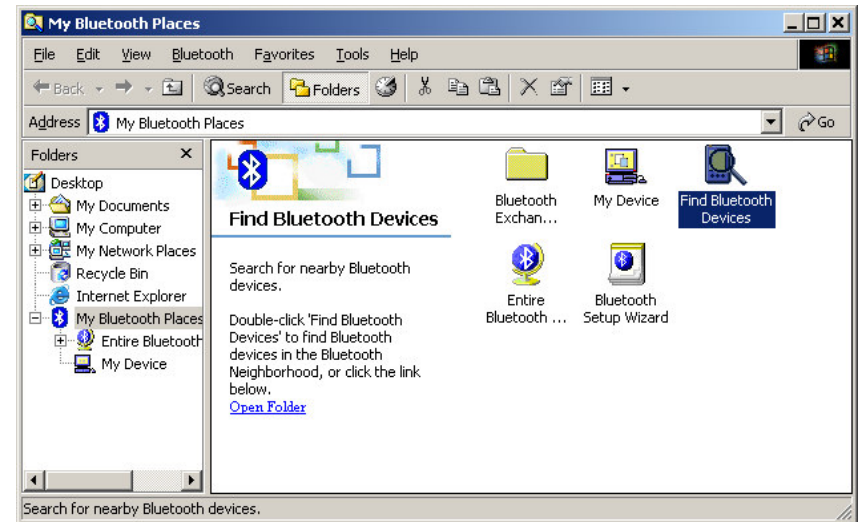 My Bluetooth Places
File Edit View Bluetooth Favorites Tools Help
Back Search Folders
Address My Bluetooth Places Go
Folders
Desktop
My Documents
My Computer
My Network Places
Recycle Bin
Internet Explorer
My Bluetooth Places
Entire Bluetooth
My Device
Find Bluetooth Devices
Search for nearby Bluetooth
devices.
Double-click 'Find Bluetooth
Devices' to find Bluetooth
devices in the Bluetooth
Neighborhood, or click the link
below.
Open Folder
Bluetooth
Exchan...
My Device
Find Bluetooth
Devices
Entire
Bluetooth ...
Bluetooth
Setup Wizard
Search for nearby Bluetooth devices.